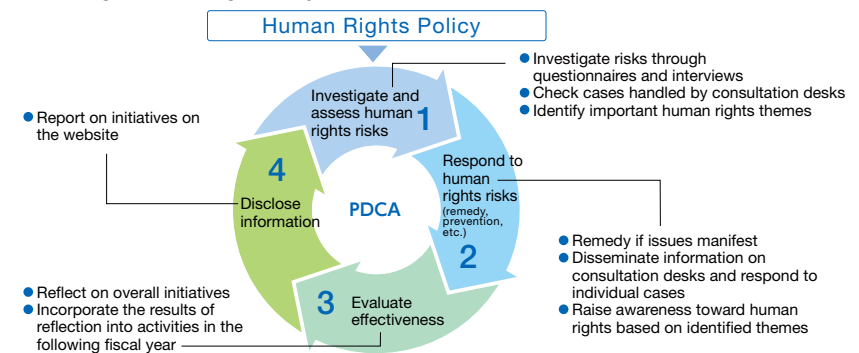 Human Rights Policy
Investigate and
assess human
rights risks
1
● Investigate risks through
questionnaires and interviews
● Check cases handled by consultation desks
● Identify important human rights themes
Respond to
human
rights risks
(remedy,
prevention,
etc.)
2
● Remedy if issues manifest
● Disseminate information on
consultation desks and respond to
individual cases
● Raise awareness toward human
rights based on identified themes
3
Evaluate
effectiveness
● Reflect on overall initiatives
● Incorporate the results of
reflection into activities in the
following fiscal year
4
Disclose
information
● Report on initiatives on
the website
PDCA